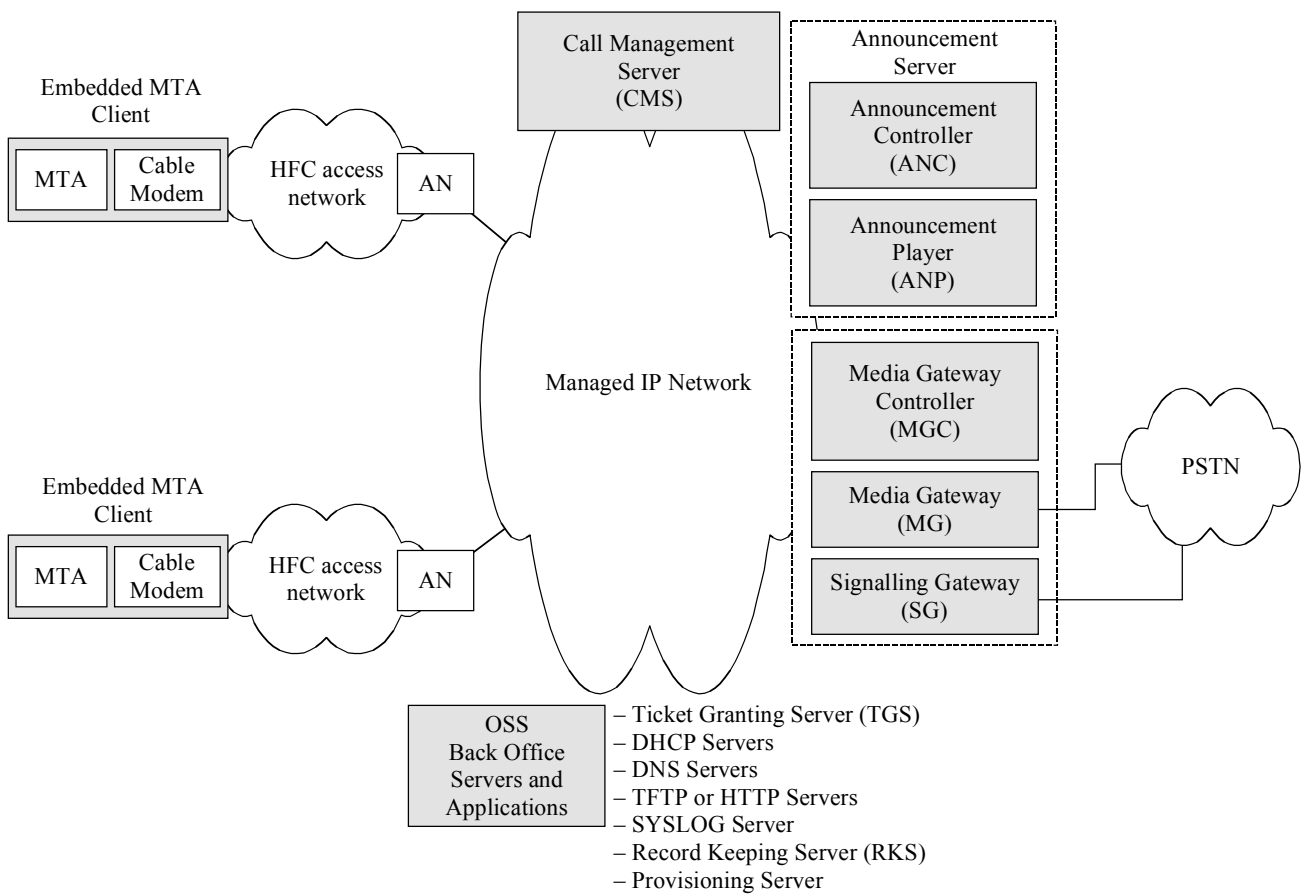 Call Management
Server
(CMS)
Announcement
Server
Announcement
Controller
(ANC)
Announcement
Player
(ANP)
Embedded MTA
Client
MTA
Cable
Modem
HFC access
network
AN
Managed IP Network
Media Gateway
Controller
(MGC)
Media Gateway
(MG)
Signalling Gateway
(SG)
PSTN
Embedded MTA
Client
MTA
Cable
Modem
HFC access
network
AN
OSS
Back Office
Servers and
Applications
– Ticket Granting Server (TGS)
– DHCP Servers
– DNS Servers
– TFTP or HTTP Servers
– SYSLOG Server
– Record Keeping Server (RKS)
– Provisioning Server